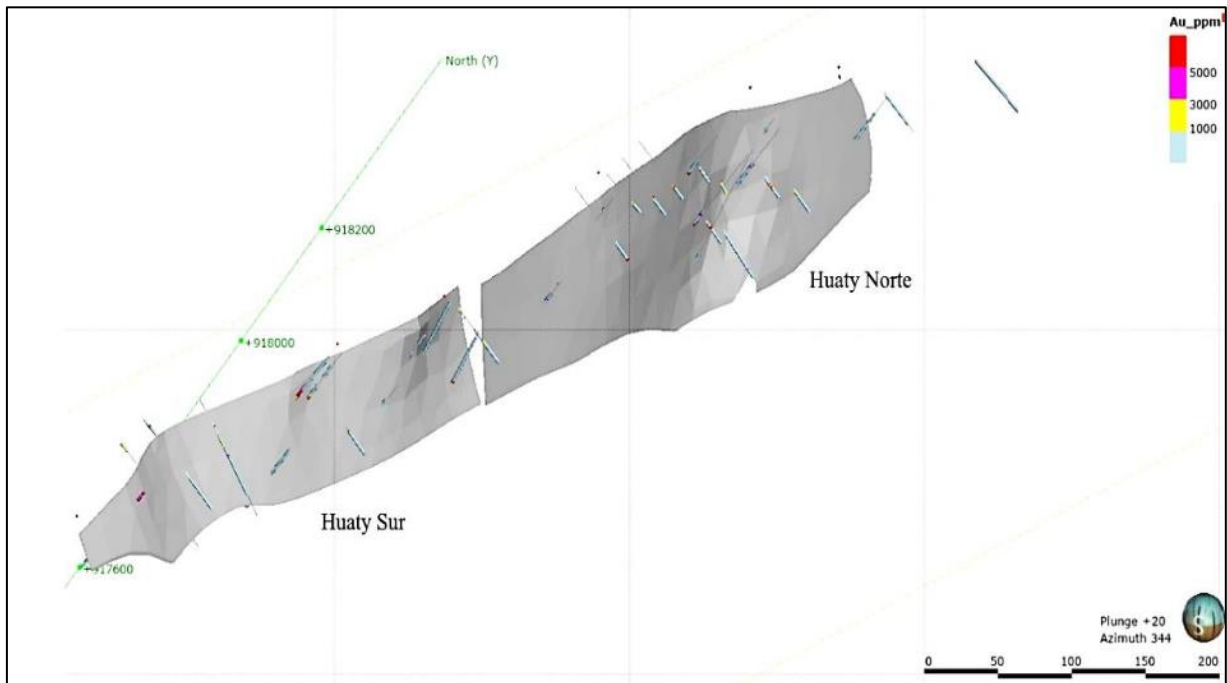 Au_ppm
5000
3000
1000
North (Y)
+918200
Huaty Norte
+918000
Huaty Sur
+917600
Plunge +20
Azimuth 344
0 50 100 150 200